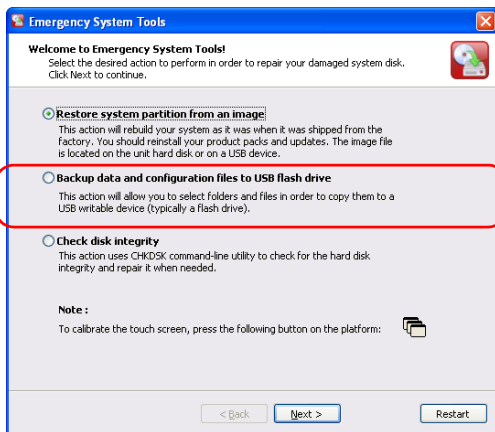 Emergency System Tools
Welcome to Emergency System Tools!
Select the desired action to perform in order to repair your damaged system disk.
Click Next to continue.
Restore system partition from an image
This action will rebuild your system as it was when it was shipped from the
factory. You should reinstall your product packs and updates. The image file
is located on the unit hard disk or on a USB device.
Backup data and configuration files to USB flash drive
This action will allow you to select folders and files in order to copy them to a
USB writable device (typically a flash drive).
Check disk integrity
This action uses CHKDSK command-line utility to check for the hard disk
integrity and repair it when needed.
Note :
To calibrate the touch screen, press the following button on the platform:
< Back
Next >
Restart